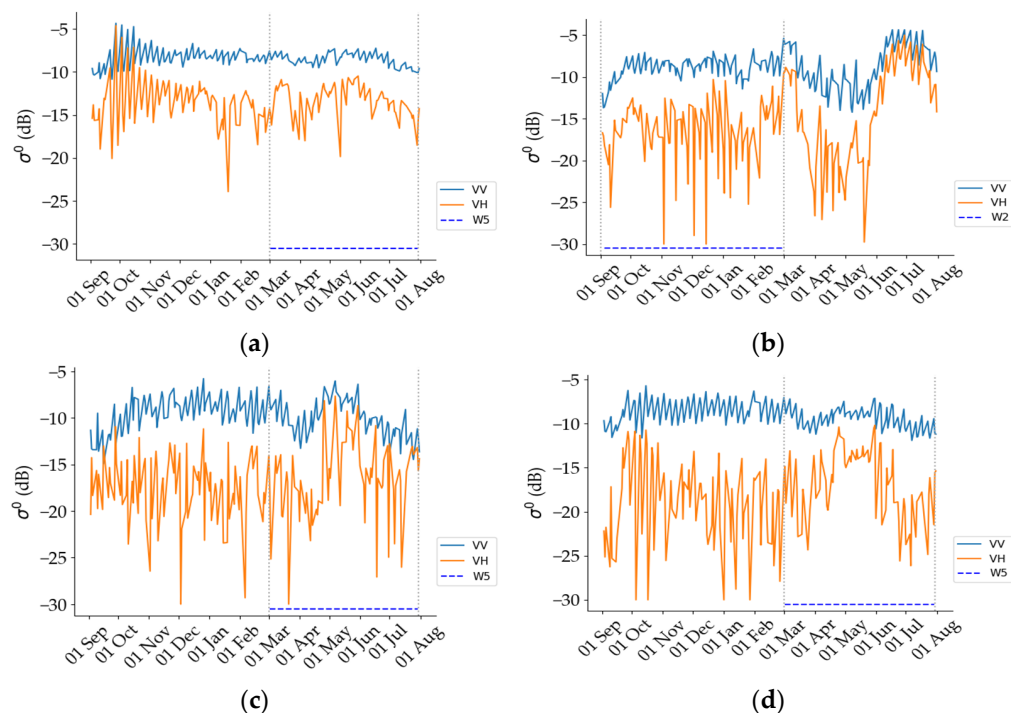 −5
−10
−15
−20
−25
−30
σ⁰ (dB)
VV
VH
W5
01 Sep
01 Oct
01 Nov
01 Dec
01 Jan
01 Feb
01 Mar
01 Apr
01 May
01 Jun
01 Jul
01 Aug
(a)
−5
−10
−15
−20
−25
−30
σ⁰ (dB)
VV
VH
W2
01 Sep
01 Oct
01 Nov
01 Dec
01 Jan
01 Feb
01 Mar
01 Apr
01 May
01 Jun
01 Jul
01 Aug
(b)
−5
−10
−15
−20
−25
−30
σ⁰ (dB)
VV
VH
W5
01 Sep
01 Oct
01 Nov
01 Dec
01 Jan
01 Feb
01 Mar
01 Apr
01 May
01 Jun
01 Jul
01 Aug
(c)
−5
−10
−15
−20
−25
−30
σ⁰ (dB)
VV
VH
W5
01 Sep
01 Oct
01 Nov
01 Dec
01 Jan
01 Feb
01 Mar
01 Apr
01 May
01 Jun
01 Jul
01 Aug
(d)